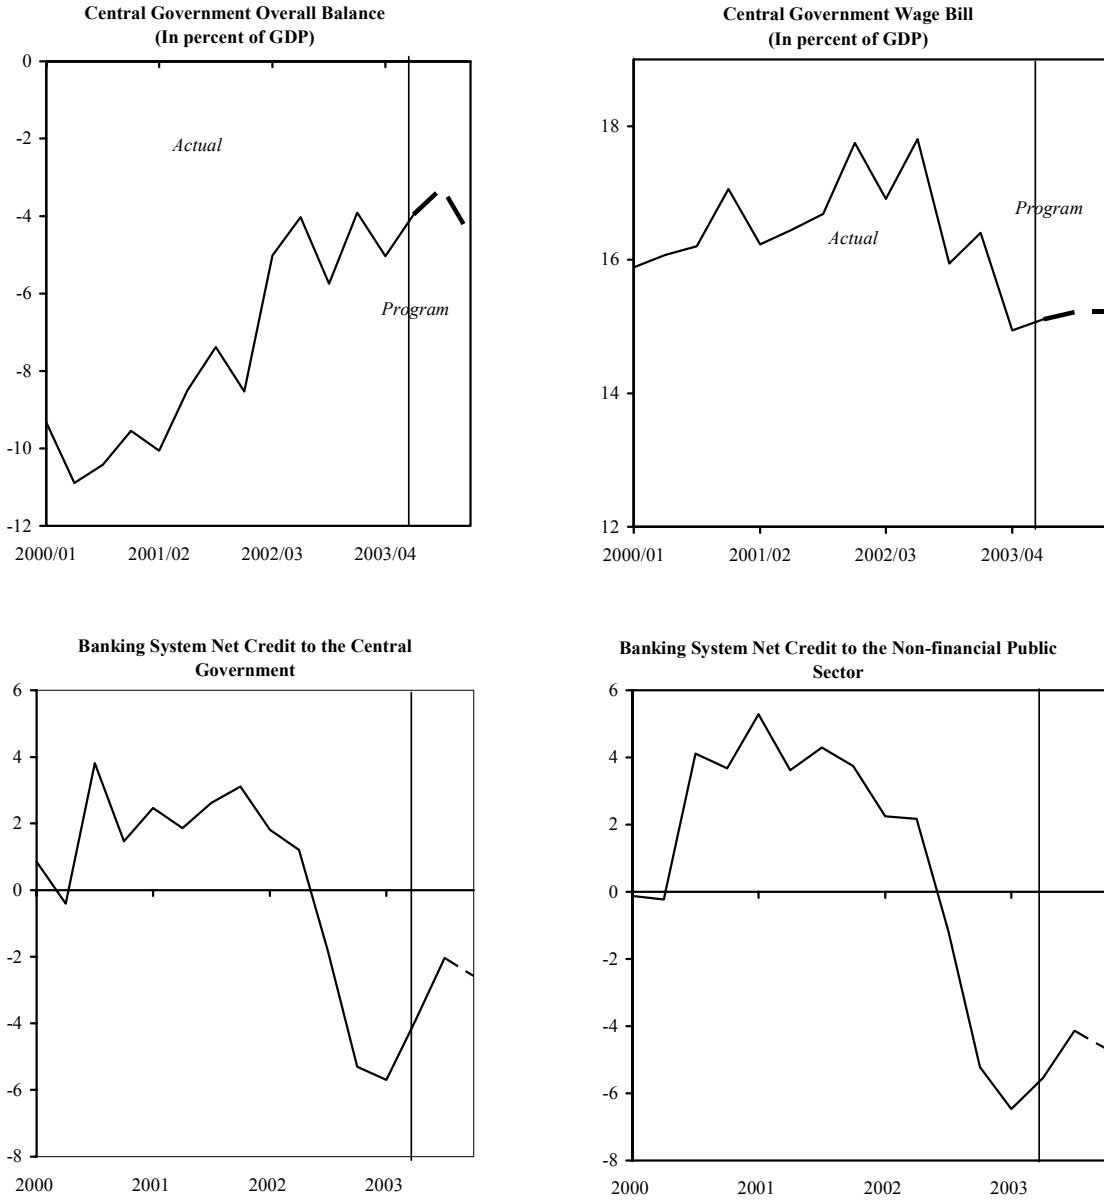 Central Government Overall Balance
(In percent of GDP)
0
-2
-4
-6
-8
-10
-12
Actual
Program
2000/01 2001/02 2002/03 2003/04
Central Government Wage Bill
(In percent of GDP)
18
16
14
12
Program
Actual
2000/01 2001/02 2002/03 2003/04
Banking System Net Credit to the Central
Government
6
4
2
0
-2
-4
-6
-8
2000 2001 2002 2003
Banking System Net Credit to the Non-financial Public
Sector
6
4
2
0
-2
-4
-6
-8
2000 2001 2002 2003